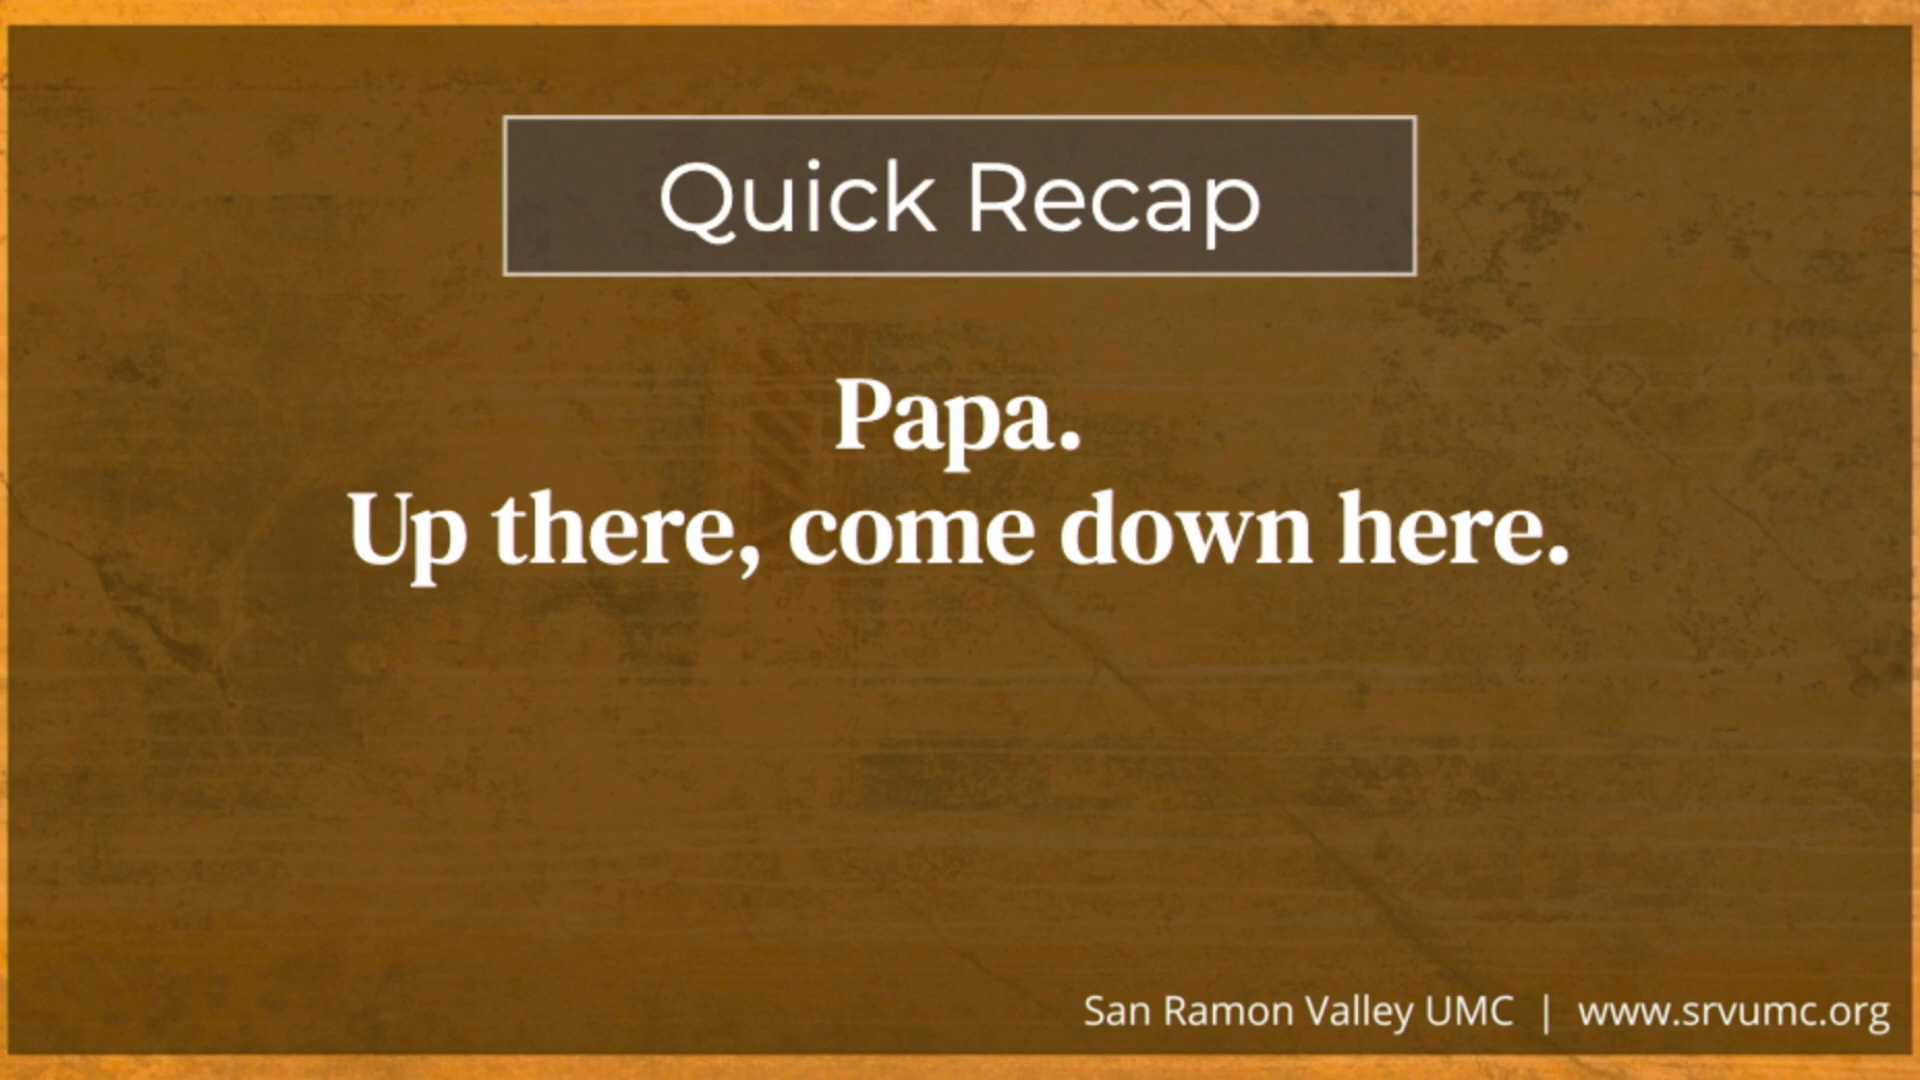 Quick Recap
Papa.
Up there, come down here.
San Ramon Valley UMC | www.srvumc.org